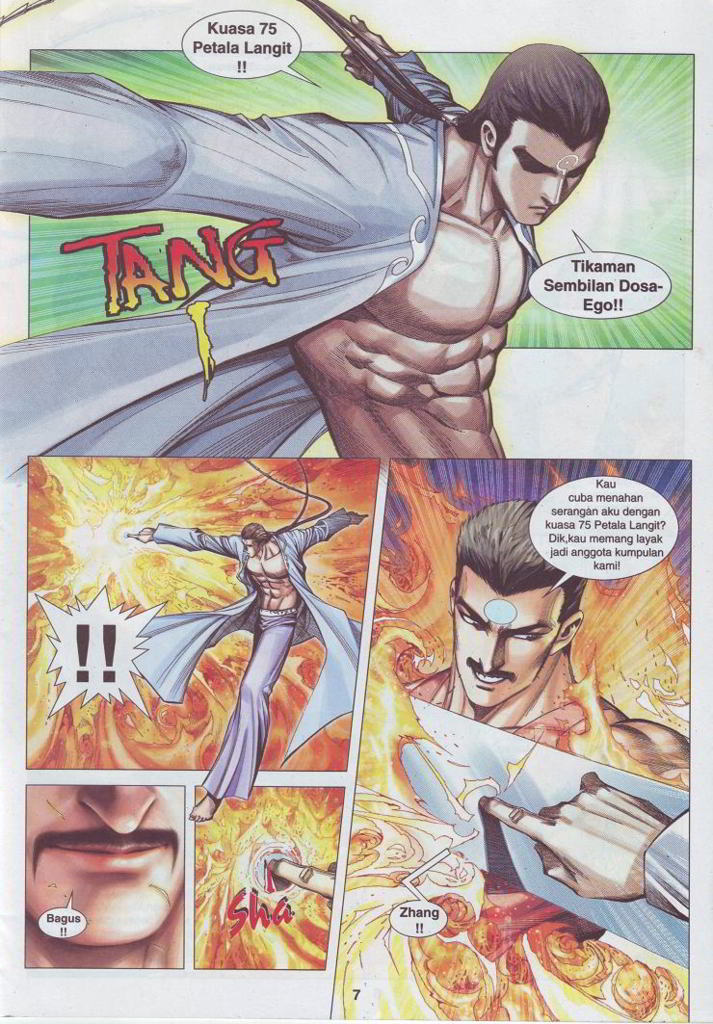 Kuasa 75
Petala Langit
!!
TANG
Tikaman
Sembilan Dosa-
Ego!!
!!
Kau
cuba menahan
serangan aku dengan
kuasa 75 Petala Langit?
Dik,kau memang layak
jadi anggota kumpulan
kami!
Bagus
!!
Sha
Zhang
!!
7